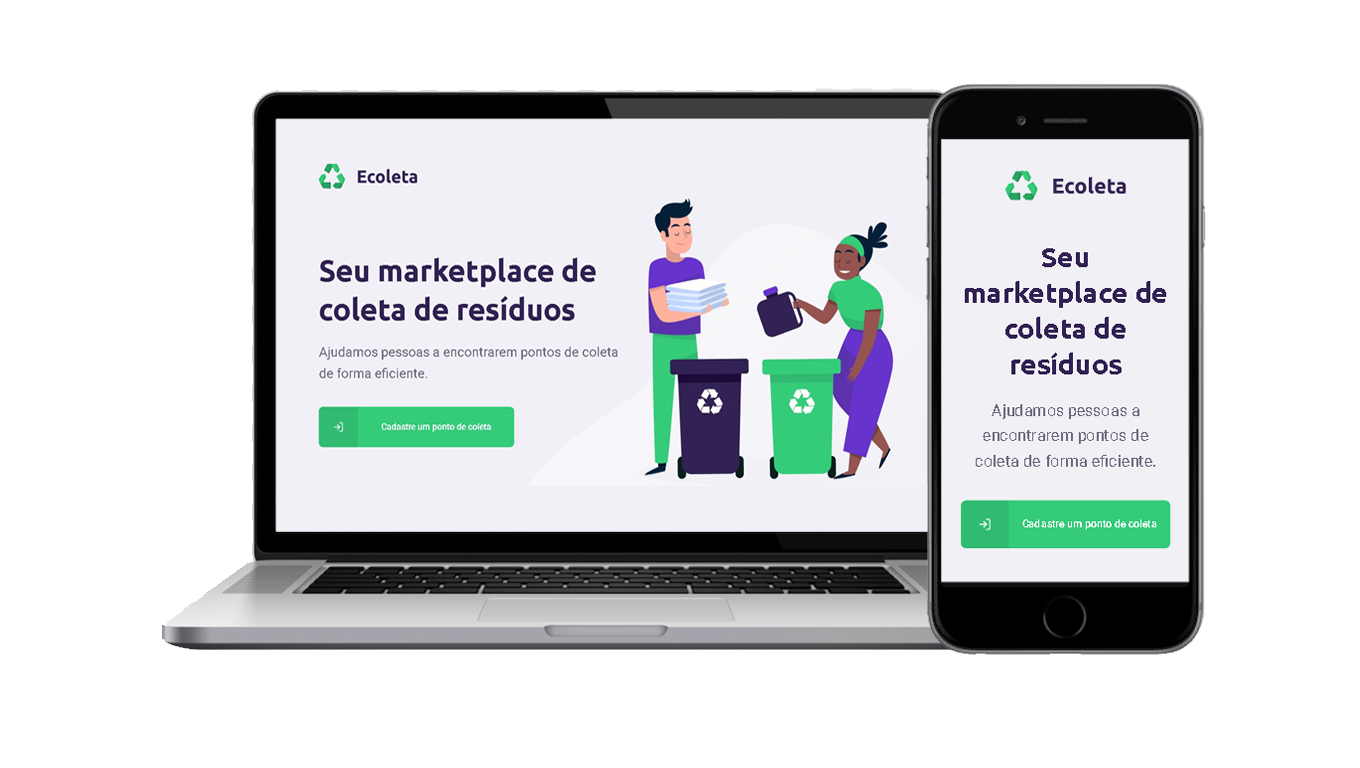 Ecoleta
Seu marketplace de
coleta de resíduos
Ajudamos pessoas a encontrarem pontos de coleta
de forma eficiente.
Cadastre um ponto de coleta
Ecoleta
Seu
marketplace de
coleta de
resíduos
Ajudamos pessoas a
encontrarem pontos de
coleta de forma eficiente.
Cadastre um ponto de coleta